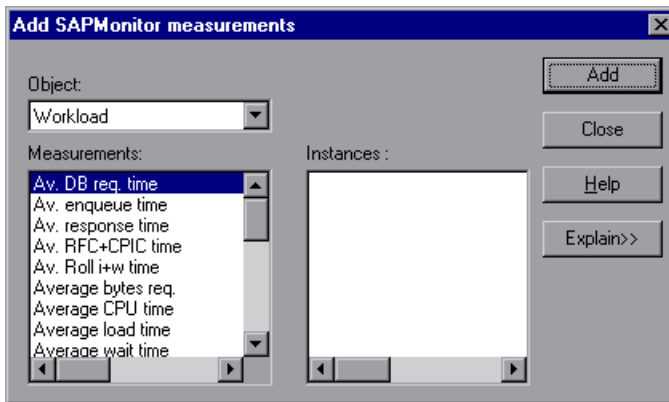 Add SAPMonitor measurements
Object:
Workload
Measurements:
Av. DB req. time
Av. enqueue time
Av. response time
Av. RFC+CPIC time
Av. Roll i+w time
Average bytes req.
Average CPU time
Average load time
Average wait time
Instances :
Add
Close
Help
Explain>>